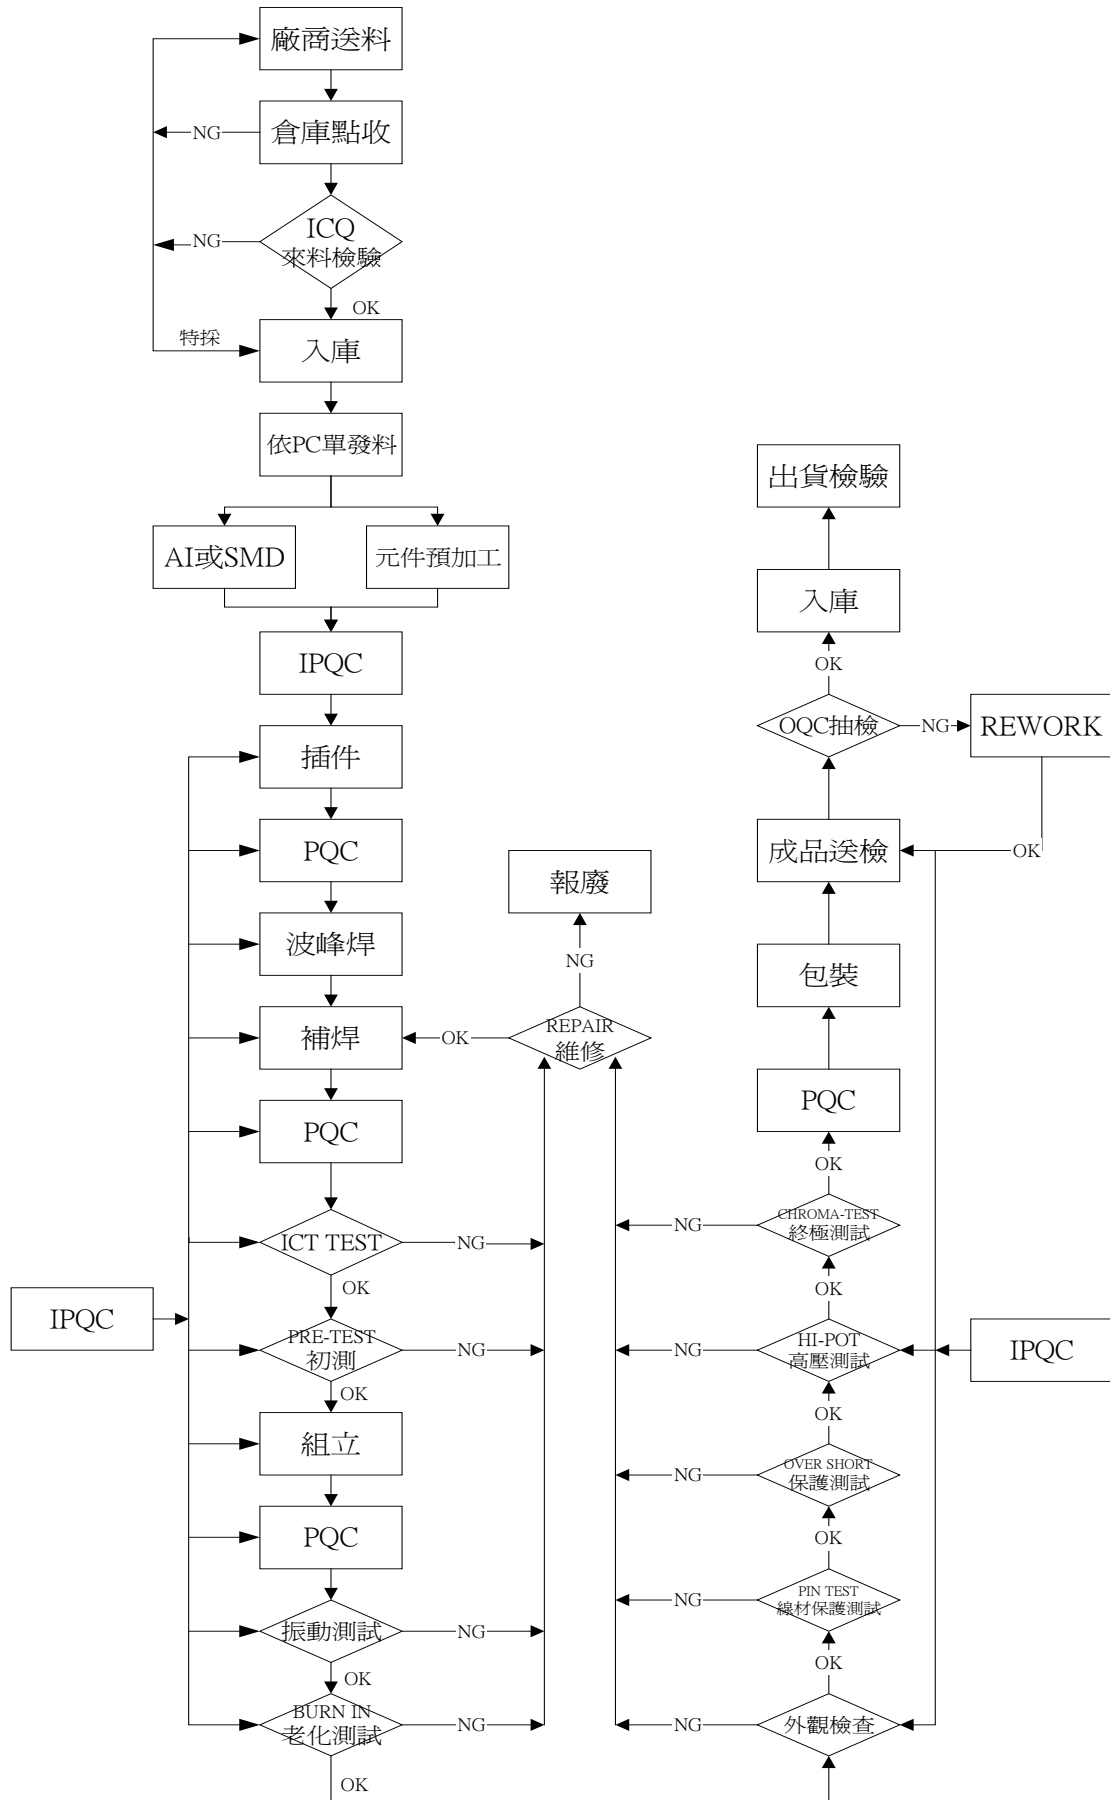 廠商送料
倉庫點收
NG
ICQ
來料檢驗
NG
OK
特採
入庫
依PC單發料
AI或SMD
元件預加工
IPQC
插件
PQC
波峰焊
補焊
PQC
ICT TEST
NG
OK
IPQC
PRE-TEST
初測
NG
OK
組立
PQC
振動測試
NG
OK
BURN IN
老化測試
NG
OK
報廢
NG
REPAIR
維修
OK
出貨檢驗
入庫
OK
OQC抽檢
NG
REWORK
成品送檢
OK
包裝
PQC
OK
CHROMA-TEST
終極測試
NG
OK
HI-POT
高壓測試
NG
IPQC
OK
OVER SHORT
保護測試
NG
OK
PIN TEST
線材保護測試
NG
OK
外觀檢查
NG